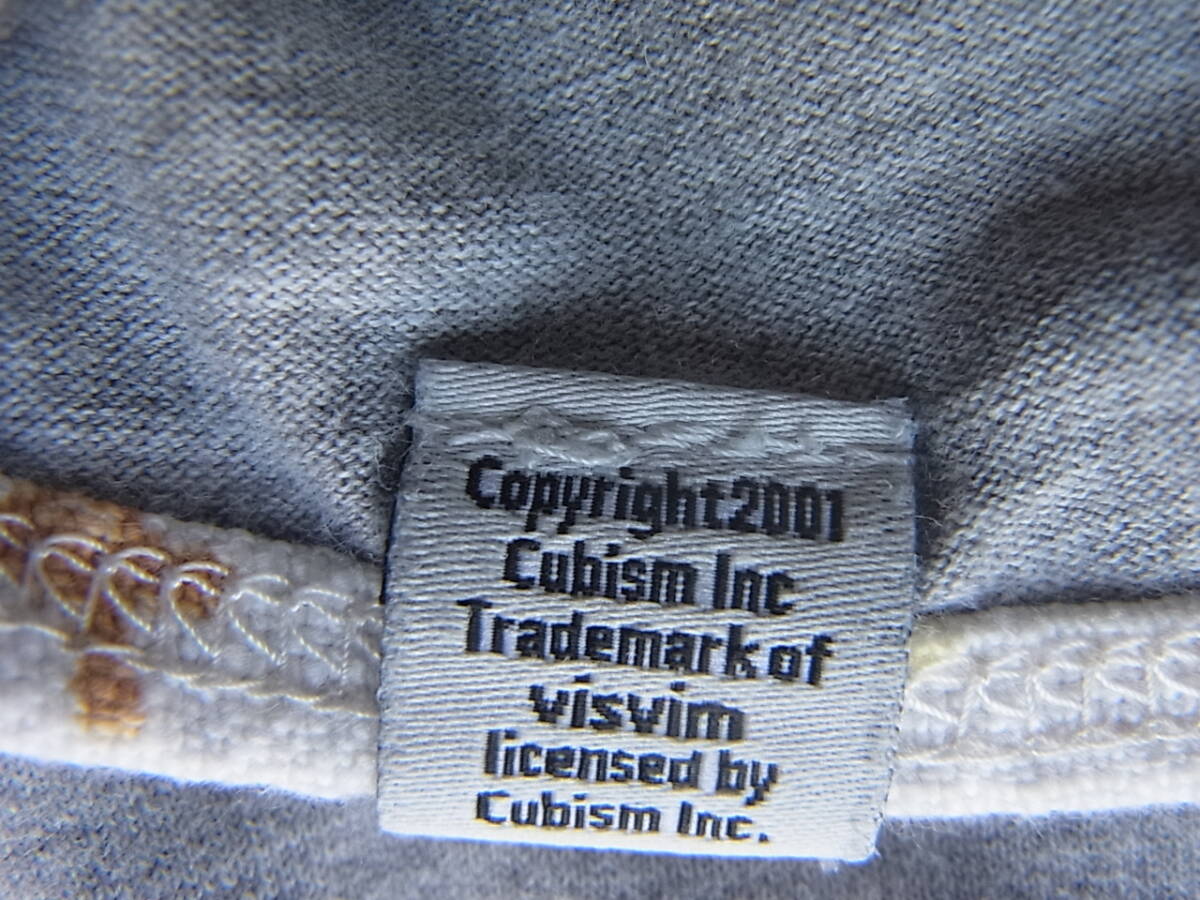 Copyright2001
Cubism Inc
Trademark of
visvim
licensed by
Cubism Inc.